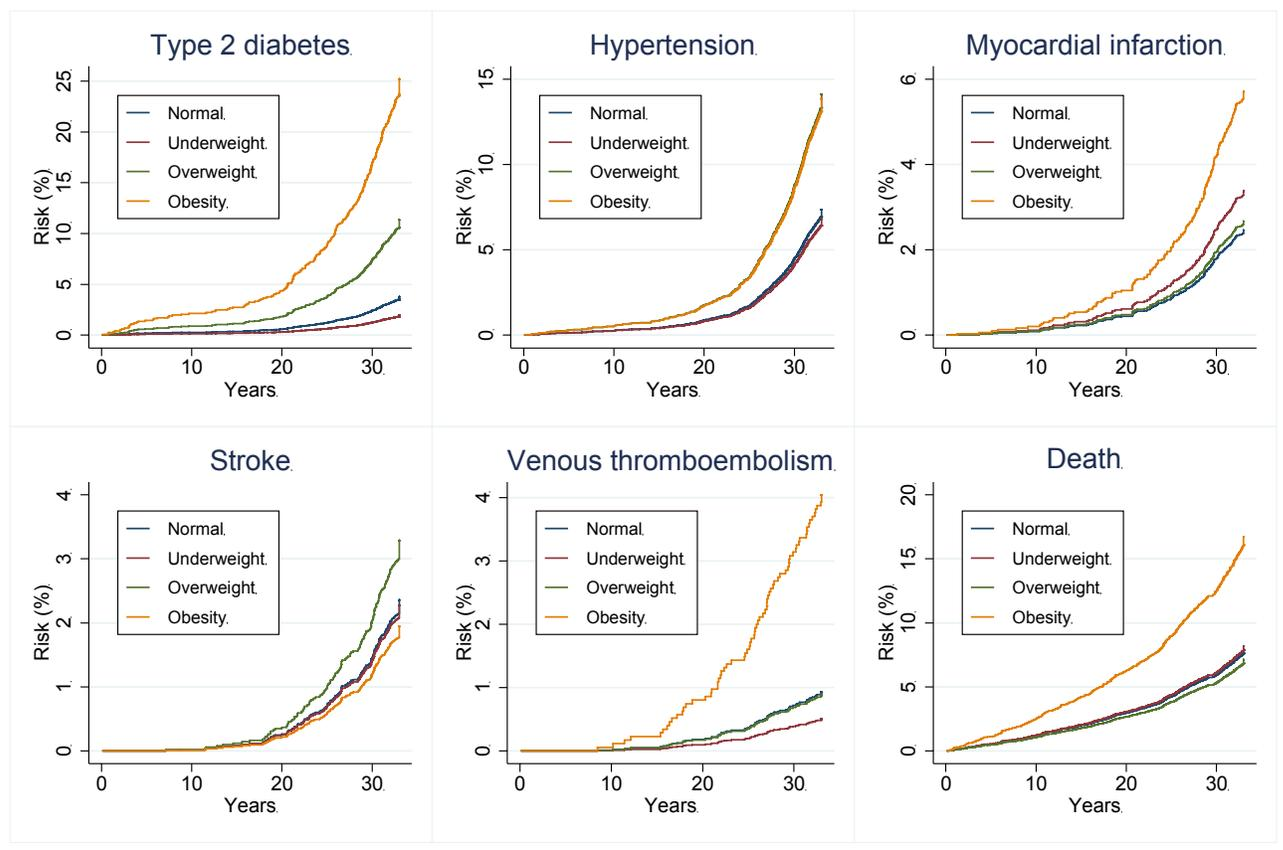 Type 2 diabetes
Risk (%)
25
20
15
10
5
0
Normal
Underweight
Overweight
Obesity
0 10 20 30
Years
Hypertension
Risk (%)
15
10
5
0
Normal
Underweight
Overweight
Obesity
0 10 20 30
Years
Myocardial infarction
Risk (%)
6
4
2
0
Normal
Underweight
Overweight
Obesity
0 10 20 30
Years
Stroke
Risk (%)
4
3
2
1
0
Normal
Underweight
Overweight
Obesity
0 10 20 30
Years
Venous thromboembolism
Risk (%)
4
3
2
1
0
Normal
Underweight
Overweight
Obesity
0 10 20 30
Years
Death
Risk (%)
20
15
10
5
0
Normal
Underweight
Overweight
Obesity
0 10 20 30
Years